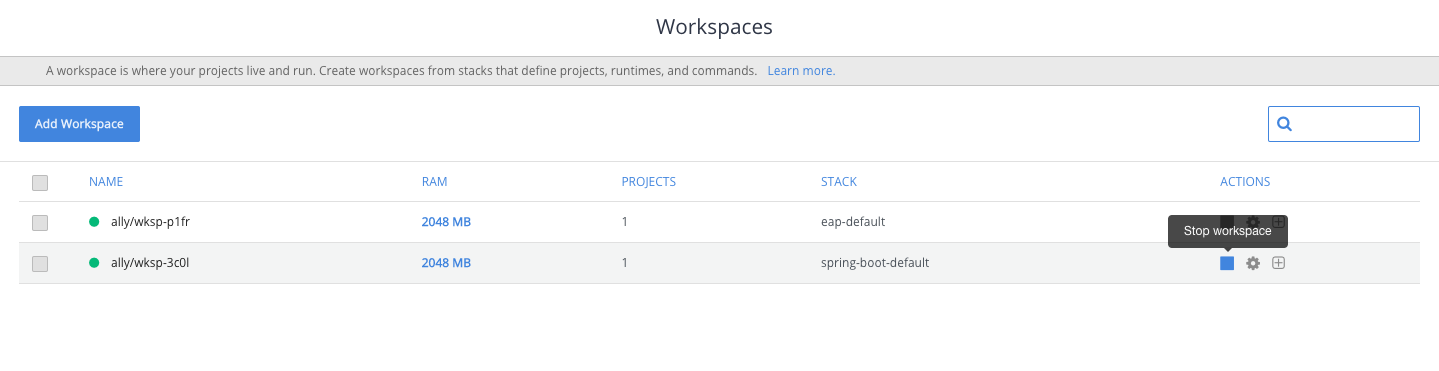 Workspaces
A workspace is where your projects live and run. Create workspaces from stacks that define projects, runtimes, and commands. Learn more.
Add Workspace
NAME RAM PROJECTS STACK ACTIONS
ally/wksp-p1fr 2048 MB 1 eap-default
Stop workspace
ally/wksp-3c0l 2048 MB 1 spring-boot-default